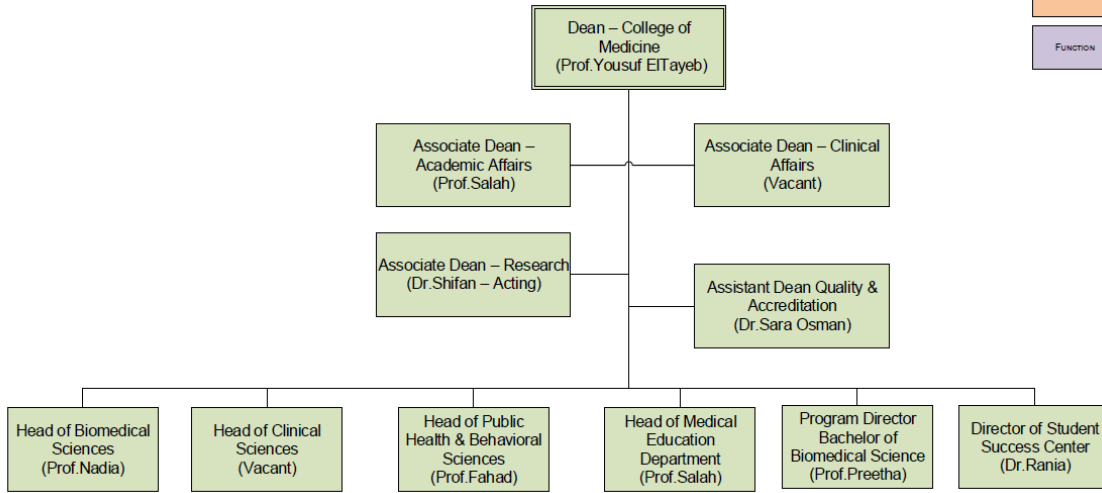 Dean – College of
Medicine
(Prof.Yousuf ElTayeb)
FUNCTION
Associate Dean –
Academic Affairs
(Prof.Salah)
Associate Dean – Clinical
Affairs
(Vacant)
Associate Dean – Research
(Dr.Shifan – Acting)
Assistant Dean Quality &
Accreditation
(Dr.Sara Osman)
Head of Biomedical
Sciences
(Prof.Nadia)
Head of Clinical
Sciences
(Vacant)
Head of Public
Health & Behavioral
Sciences
(Prof.Fahad)
Head of Medical
Education
Department
(Prof.Salah)
Program Director
Bachelor of
Biomedical Science
(Prof.Preetha)
Director of Student
Success Center
(Dr.Rania)